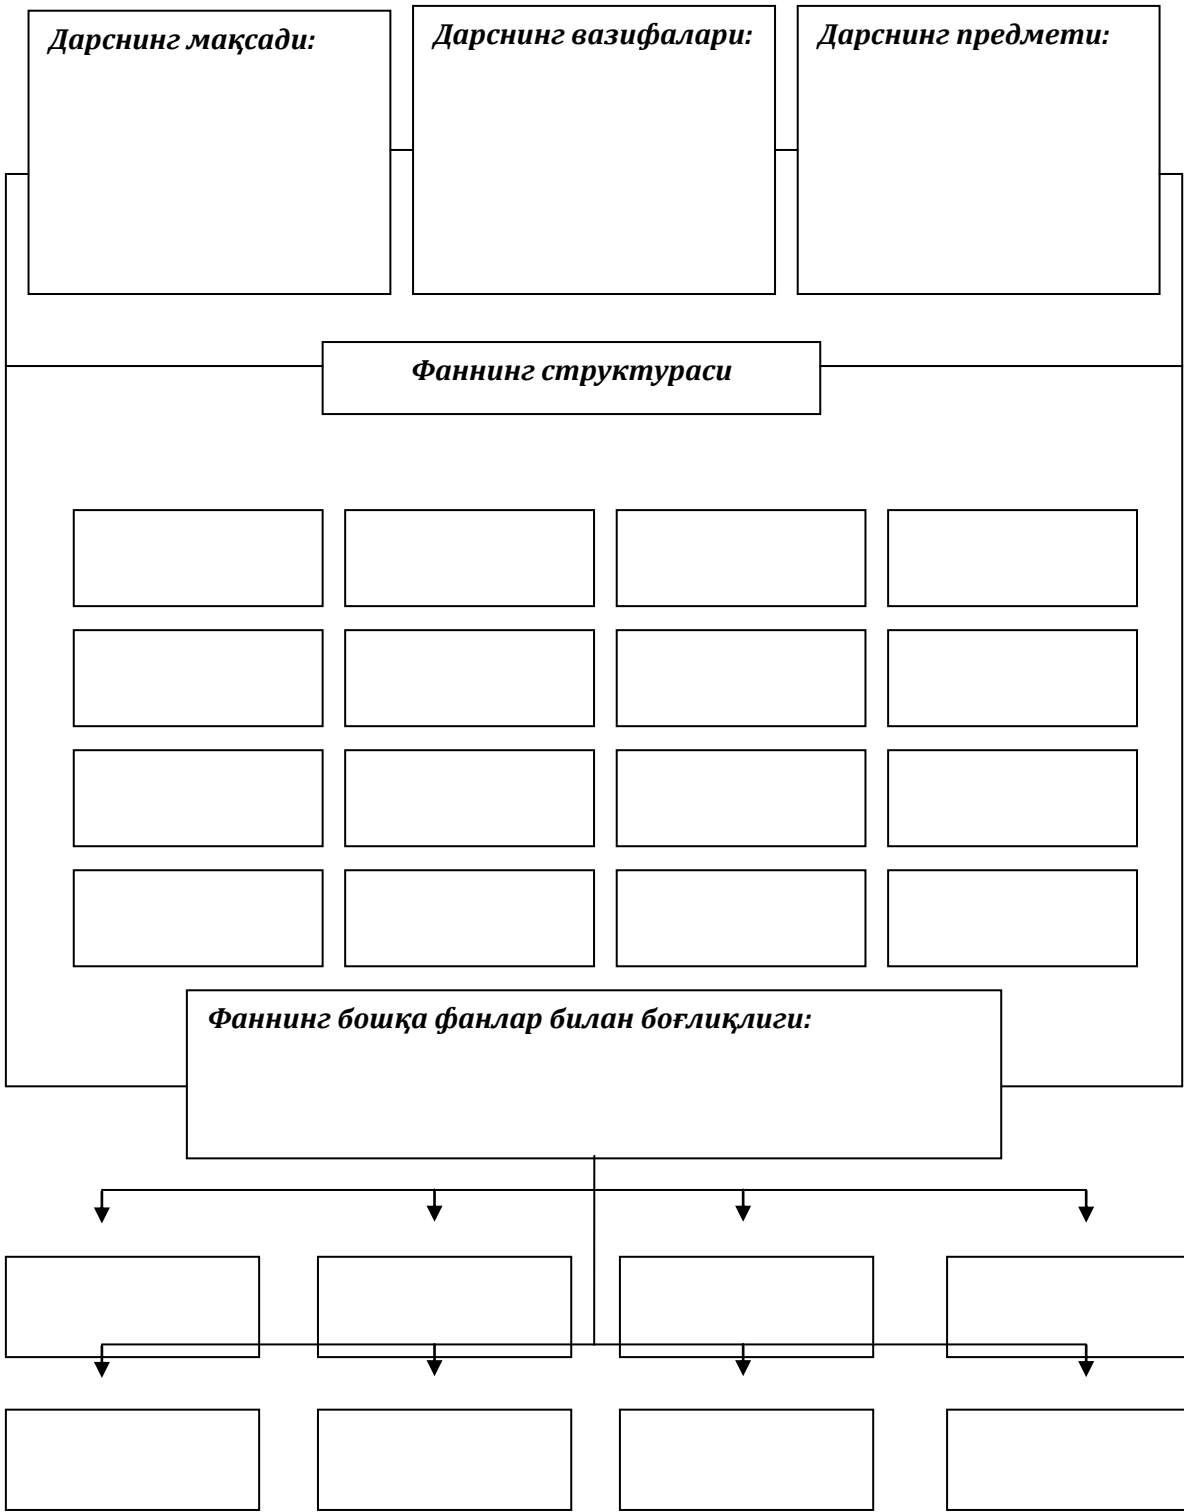 Дарснинг мақсади:
Дарснинг вазифалари:
Дарснинг предмети:
Фаннинг структураси
Фаннинг бошқа фанлар билан боғлиқлиги: